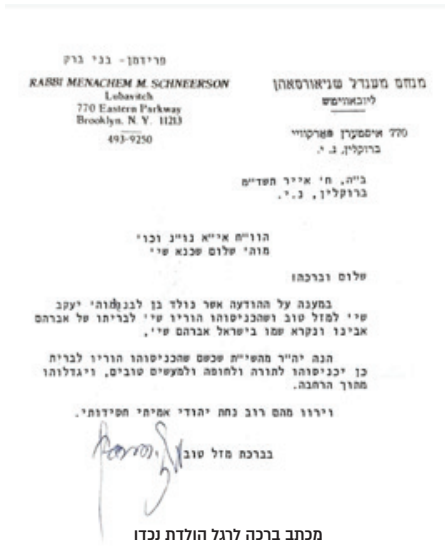 פרידמן - בני ברק
RABBI MENACHEM M. SCHNEERSON
Lubavitch
770 Eastern Parkway
Brooklyn, N. Y. 11213
493-9250
מנחם מענדל שניאורסאהן
ליובאוויטש
770 איסטערן פארקוויי
ברוקלין, נ. י.
ב"ה, ח' אייר תשד"מ
ברוקלין, נ.י.
הוו"ח אי"א נו"נ וכו'
מוה' שלום שכנא שי'
שלום וברכה!
במענה על ההודעה אשר נולד בן לבנו מוה' יעקב
שי' למזל טוב ושהכניסוהו הוריו שי' לבריתו של אברהם
אבינו ונקרא שמו בישראל אברהם שי',
הנה יה"ר מהשי"ת שכשם שהכניסוהו הוריו לברית
כן יכניסוהו לתורה ולחופה ולמעשים טובים, ויגדלוהו
מתוך הרחבה.
וירוו מהם רוב נחת יהודי אמיתי חסידותי.
בברכת מזל טוב
מכתב ברכה לרגל הולדת נכדו